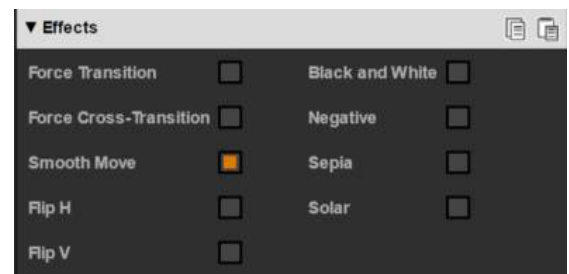 ▼ Effects
Force Transition
Black and White
Force Cross-Transition
Negative
Smooth Move
Sepia
Flip H
Solar
Flip V